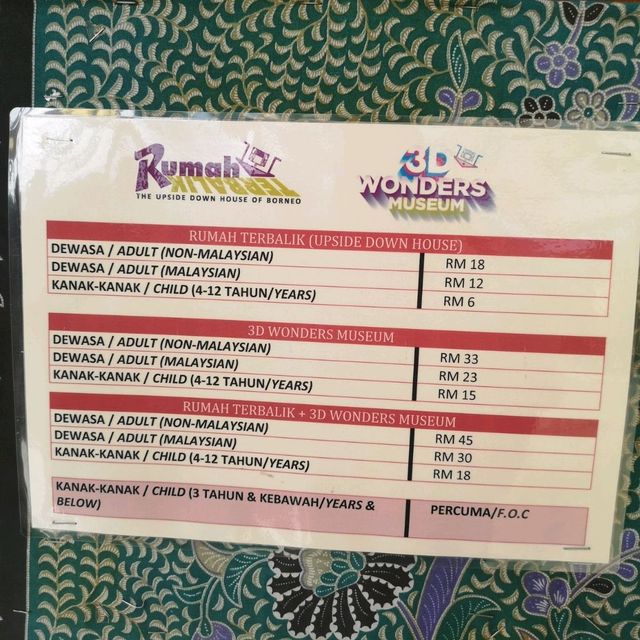 Rumah
TERBALIK
THE UPSIDE DOWN HOUSE OF BORNEO
3D
WONDERS
MUSEUM
RUMAH TERBALIK (UPSIDE DOWN HOUSE)
DEWASA / ADULT (NON-MALAYSIAN) RM 18
DEWASA / ADULT (MALAYSIAN) RM 12
KANAK-KANAK / CHILD (4-12 TAHUN/YEARS) RM 6
3D WONDERS MUSEUM
DEWASA / ADULT (NON-MALAYSIAN) RM 33
DEWASA / ADULT (MALAYSIAN) RM 23
KANAK-KANAK / CHILD (4-12 TAHUN/YEARS) RM 15
RUMAH TERBALIK + 3D WONDERS MUSEUM
DEWASA / ADULT (NON-MALAYSIAN) RM 45
DEWASA / ADULT (MALAYSIAN) RM 30
KANAK-KANAK / CHILD (4-12 TAHUN/YEARS) RM 18
KANAK-KANAK / CHILD (3 TAHUN & KEBAWAH/YEARS & PERCUMA/F.O.C
BELOW)